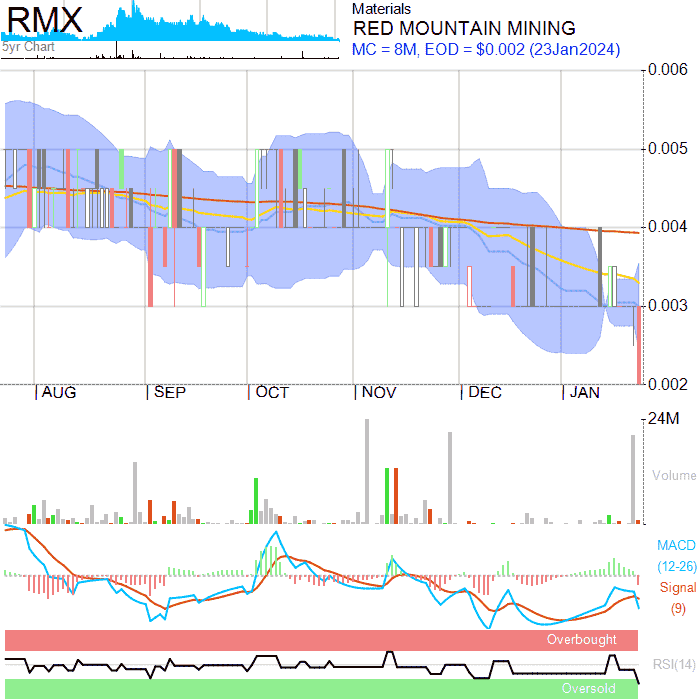 RMX
5yr Chart
Materials
RED MOUNTAIN MINING
MC = 8M, EOD = $0.002 (23Jan2024)
0.006
0.005
0.004
0.003
0.002
AUG SEP OCT NOV DEC JAN
24M
Volume
MACD
(12-26)
Signal
(9)
Overbought
RSI(14)
Oversold